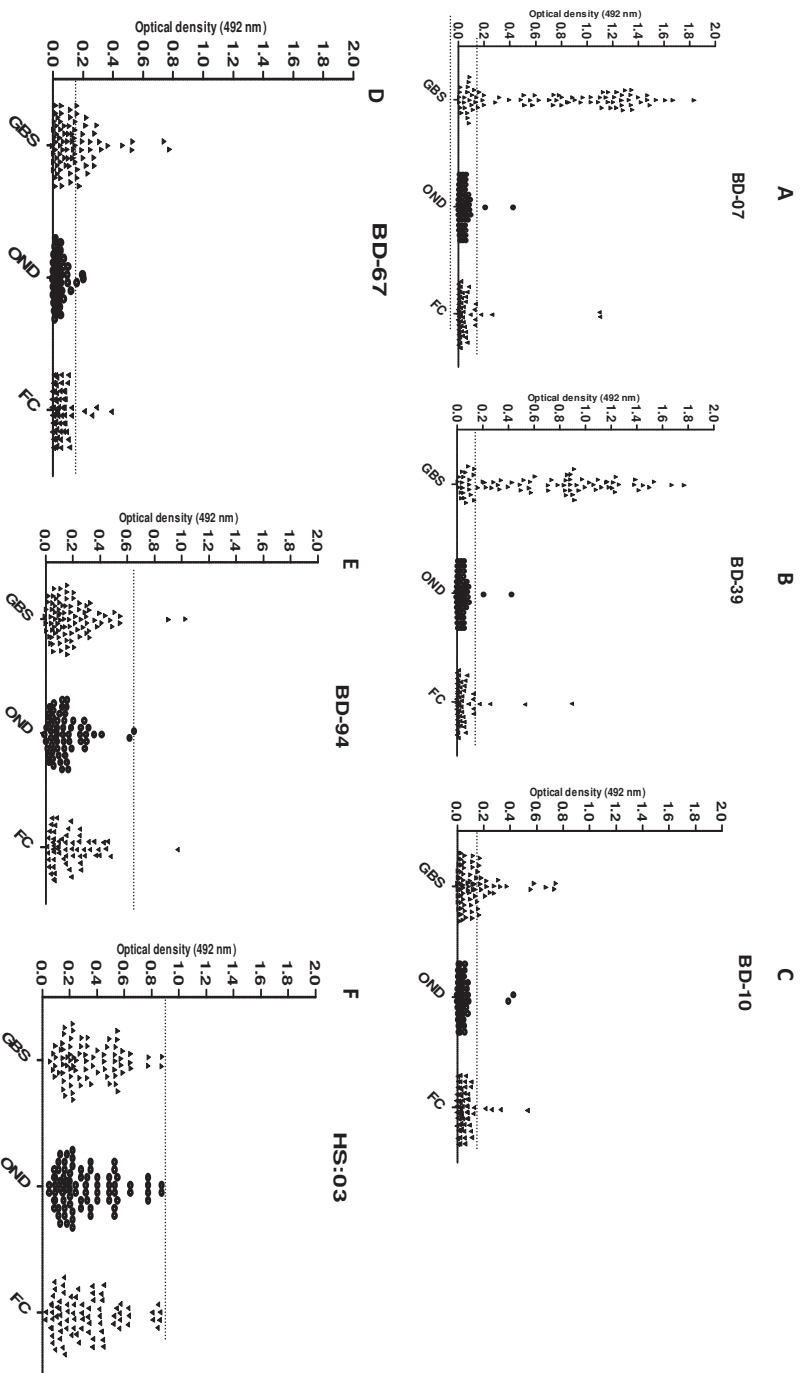 A
BD-07
Optical density (492 nm)
2.0
1.8
1.6
1.4
1.2
1.0
0.8
0.6
0.4
0.2
0.0
GBS
OND
FC
B
BD-39
Optical density (492 nm)
2.0
1.8
1.6
1.4
1.2
1.0
0.8
0.6
0.4
0.2
0.0
GBS
OND
FC
C
BD-10
Optical density (492 nm)
2.0
1.8
1.6
1.4
1.2
1.0
0.8
0.6
0.4
0.2
0.0
GBS
OND
FC
D
BD-67
Optical density (492 nm)
2.0
1.8
1.6
1.4
1.2
1.0
0.8
0.6
0.4
0.2
0.0
GBS
OND
FC
E
BD-94
Optical density (492 nm)
2.0
1.8
1.6
1.4
1.2
1.0
0.8
0.6
0.4
0.2
0.0
GBS
OND
FC
F
HS:03
Optical density (492 nm)
2.0
1.8
1.6
1.4
1.2
1.0
0.8
0.6
0.4
0.2
0.0
GBS
OND
FC